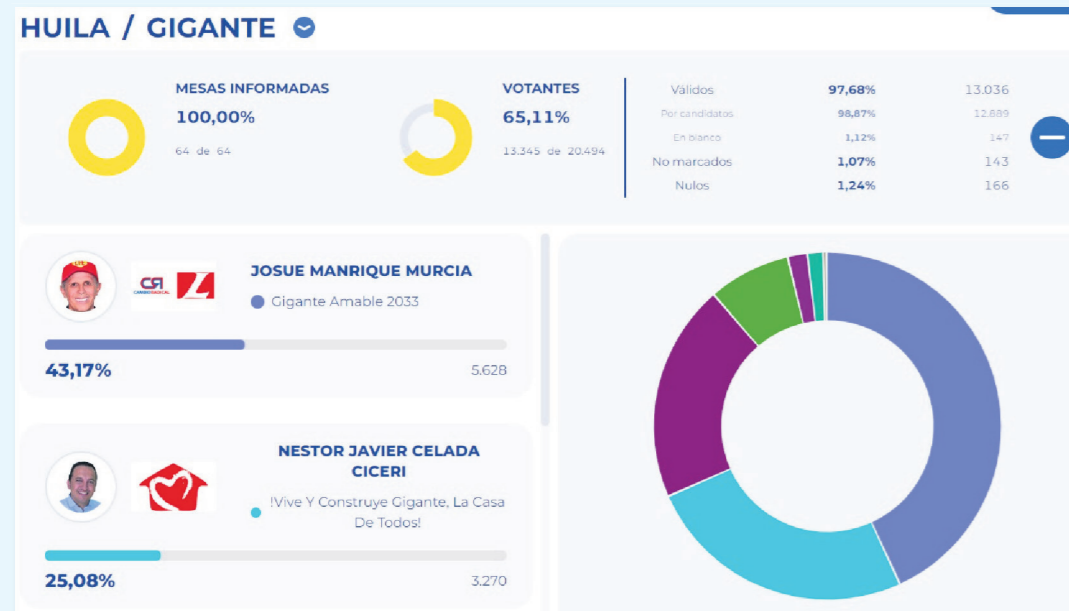 HUILA / GIGANTE
MESAS INFORMADAS
100,00%
64 de 64
VOTANTES
65,11%
13.345 de 20.494
Válidos 97,68% 13.036
Por candidatos 98,87% 12.889
En blanco 1,12% 147
No marcados 1,07% 143
Nulos 1,24% 166
JOSUE MANRIQUE MURCIA
Gigante Amable 2033
43,17% 5.628
NESTOR JAVIER CELADA
CICERI
!Vive Y Construye Gigante, La Casa
De Todos!
25,08% 3.270